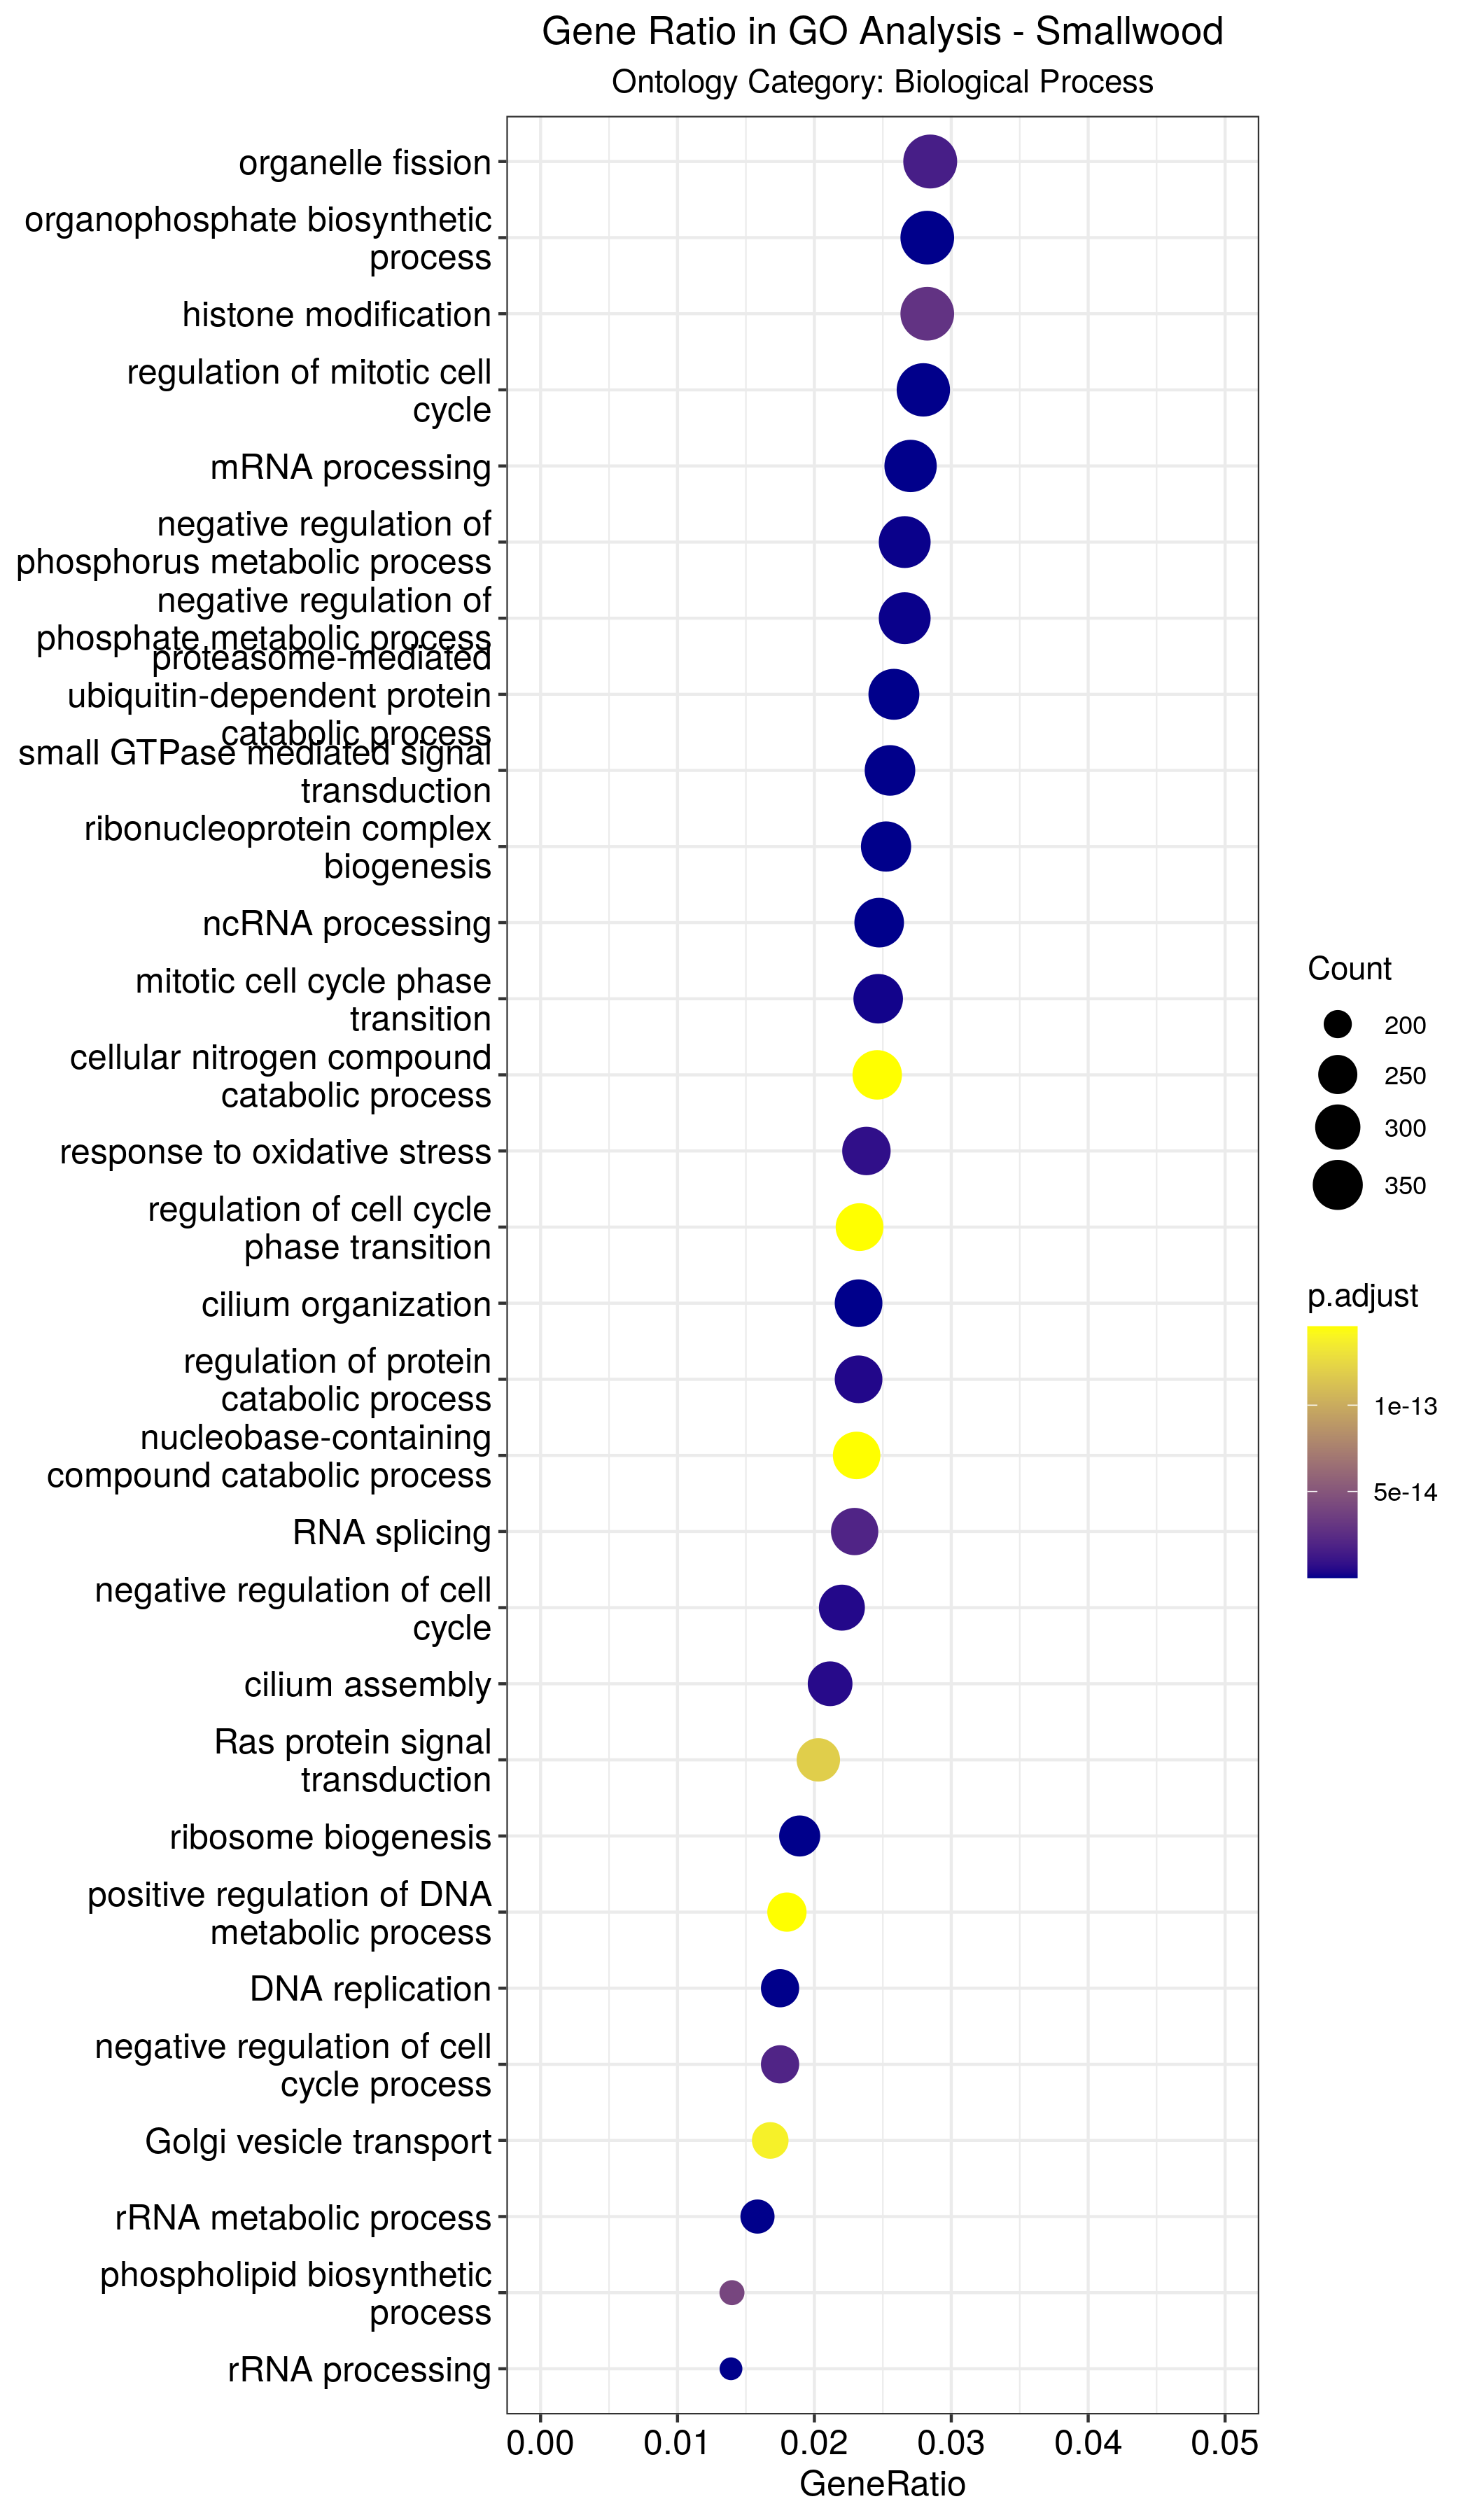 Gene Ratio in GO Analysis - Smallwood
Ontology Category: Biological Process
organelle fission
organophosphate biosynthetic
process
histone modification
regulation of mitotic cell
cycle
mRNA processing
negative regulation of
phosphorus metabolic process
negative regulation of
phosphate metabolic process
proteasome-mediated
ubiquitin-dependent protein
catabolic process
small GTPase mediated signal
transduction
ribonucleoprotein complex
biogenesis
ncRNA processing
mitotic cell cycle phase
transition
cellular nitrogen compound
catabolic process
response to oxidative stress
regulation of cell cycle
phase transition
cilium organization
regulation of protein
catabolic process
nucleobase-containing
compound catabolic process
RNA splicing
negative regulation of cell
cycle
cilium assembly
Ras protein signal
transduction
ribosome biogenesis
positive regulation of DNA
metabolic process
DNA replication
negative regulation of cell
cycle process
Golgi vesicle transport
rRNA metabolic process
phospholipid biosynthetic
process
rRNA processing
0.00 0.01 0.02 0.03 0.04 0.05
GeneRatio
Count
200
250
300
350
p.adjust
1e-13
5e-14